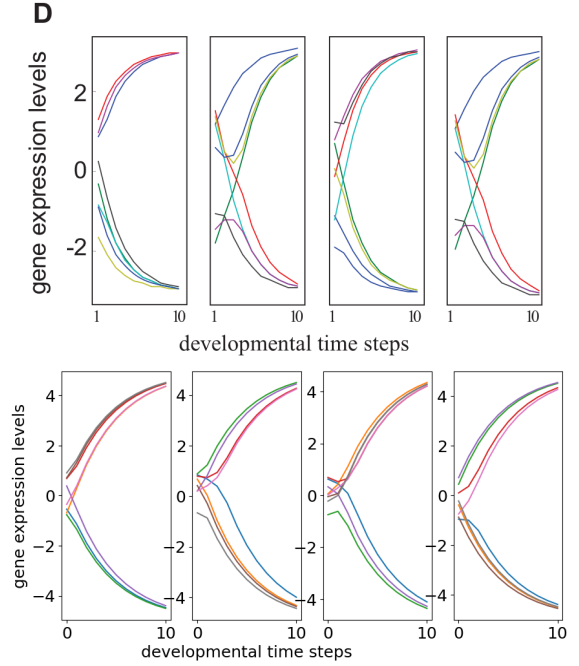 D
gene expression levels
2
0
-2
1 10 1 10 1 10 1 10
developmental time steps
gene expression levels
4 4 4 4
2 2 2 2
0 0 0 0
−2 −2 −2 −2
−4 −4 −4 −4
0 10 0 10 0 10 0 10
developmental time steps